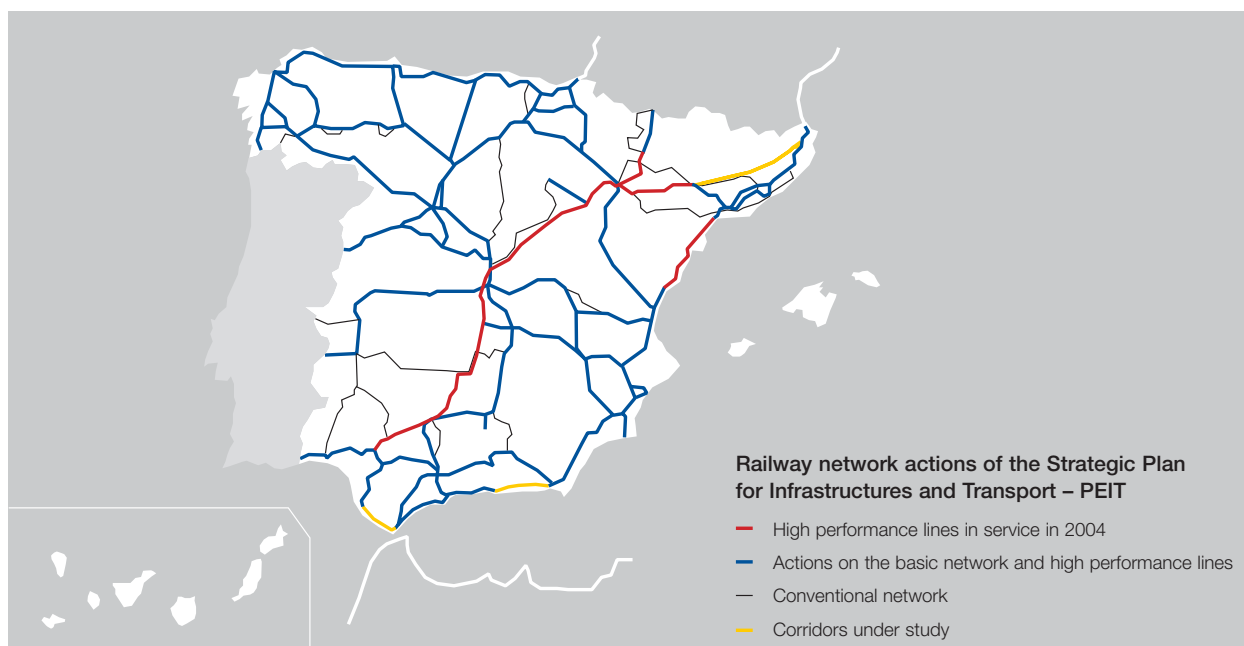 Railway network actions of the Strategic Plan
for Infrastructures and Transport – PEIT
High performance lines in service in 2004
Actions on the basic network and high performance lines
Conventional network
Corridors under study